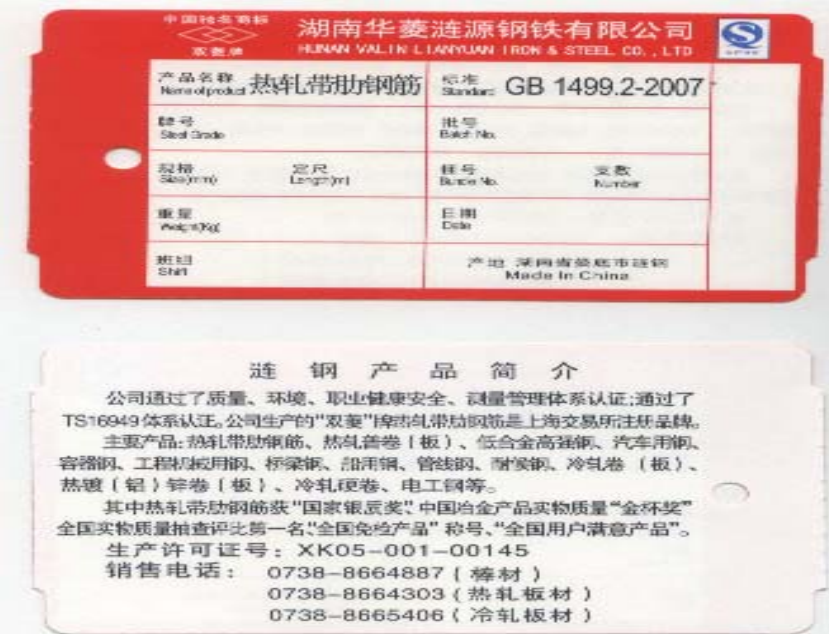 中国驰名商标
双菱牌
湖南华菱涟源钢铁有限公司
HUNAN VALIN LIANYUAN IRON & STEEL CO., LTD
产品名称 热轧带肋钢筋 标准 GB 1499.2-2007
Name of product Standard
牌号 批号
Steel Grade Batch No.
规格 定尺 捆号 支数
Size(mm) Length(m) Bundle No. Number
重量 日期
Weight(Kg) Date
班组 产地 湖南省娄底市涟钢
Shift Made In China
涟钢产品简介
公司通过了质量、环境、职业健康安全、测量管理体系认证;通过了
TS16949体系认证。公司生产的"双菱"牌热轧带肋钢筋是上海交易所注册品牌。
主要产品:热轧带肋钢筋、热轧普卷(板)、低合金高强钢、汽车用钢、
容器钢、工程机械用钢、桥梁钢、船用钢、管线钢、耐候钢、冷轧卷(板)、
热镀(铝)锌卷(板)、冷轧硬卷、电工钢等。
其中热轧带肋钢筋获"国家银质奖",中国冶金产品实物质量"金杯奖"
全国实物质量抽查评比第一名,"全国免检产品"称号、"全国用户满意产品"。
生产许可证号: XK05-001-00145
销售电话: 0738-8664887(棒材)
0738-8664303(热轧板材)
0738-8665406(冷轧板材)